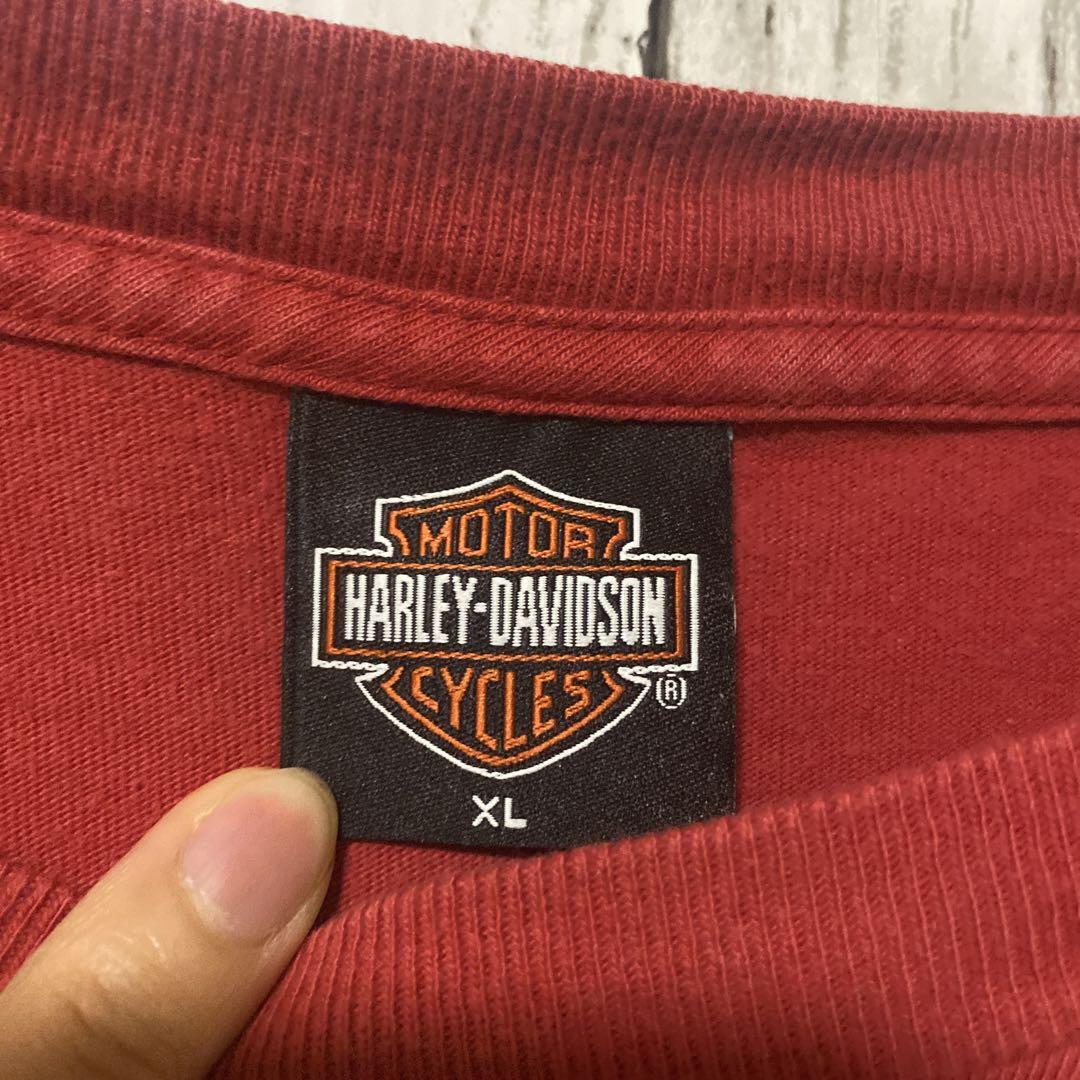 MOTOR
HARLEY-DAVIDSON
CYCLES
®
XL